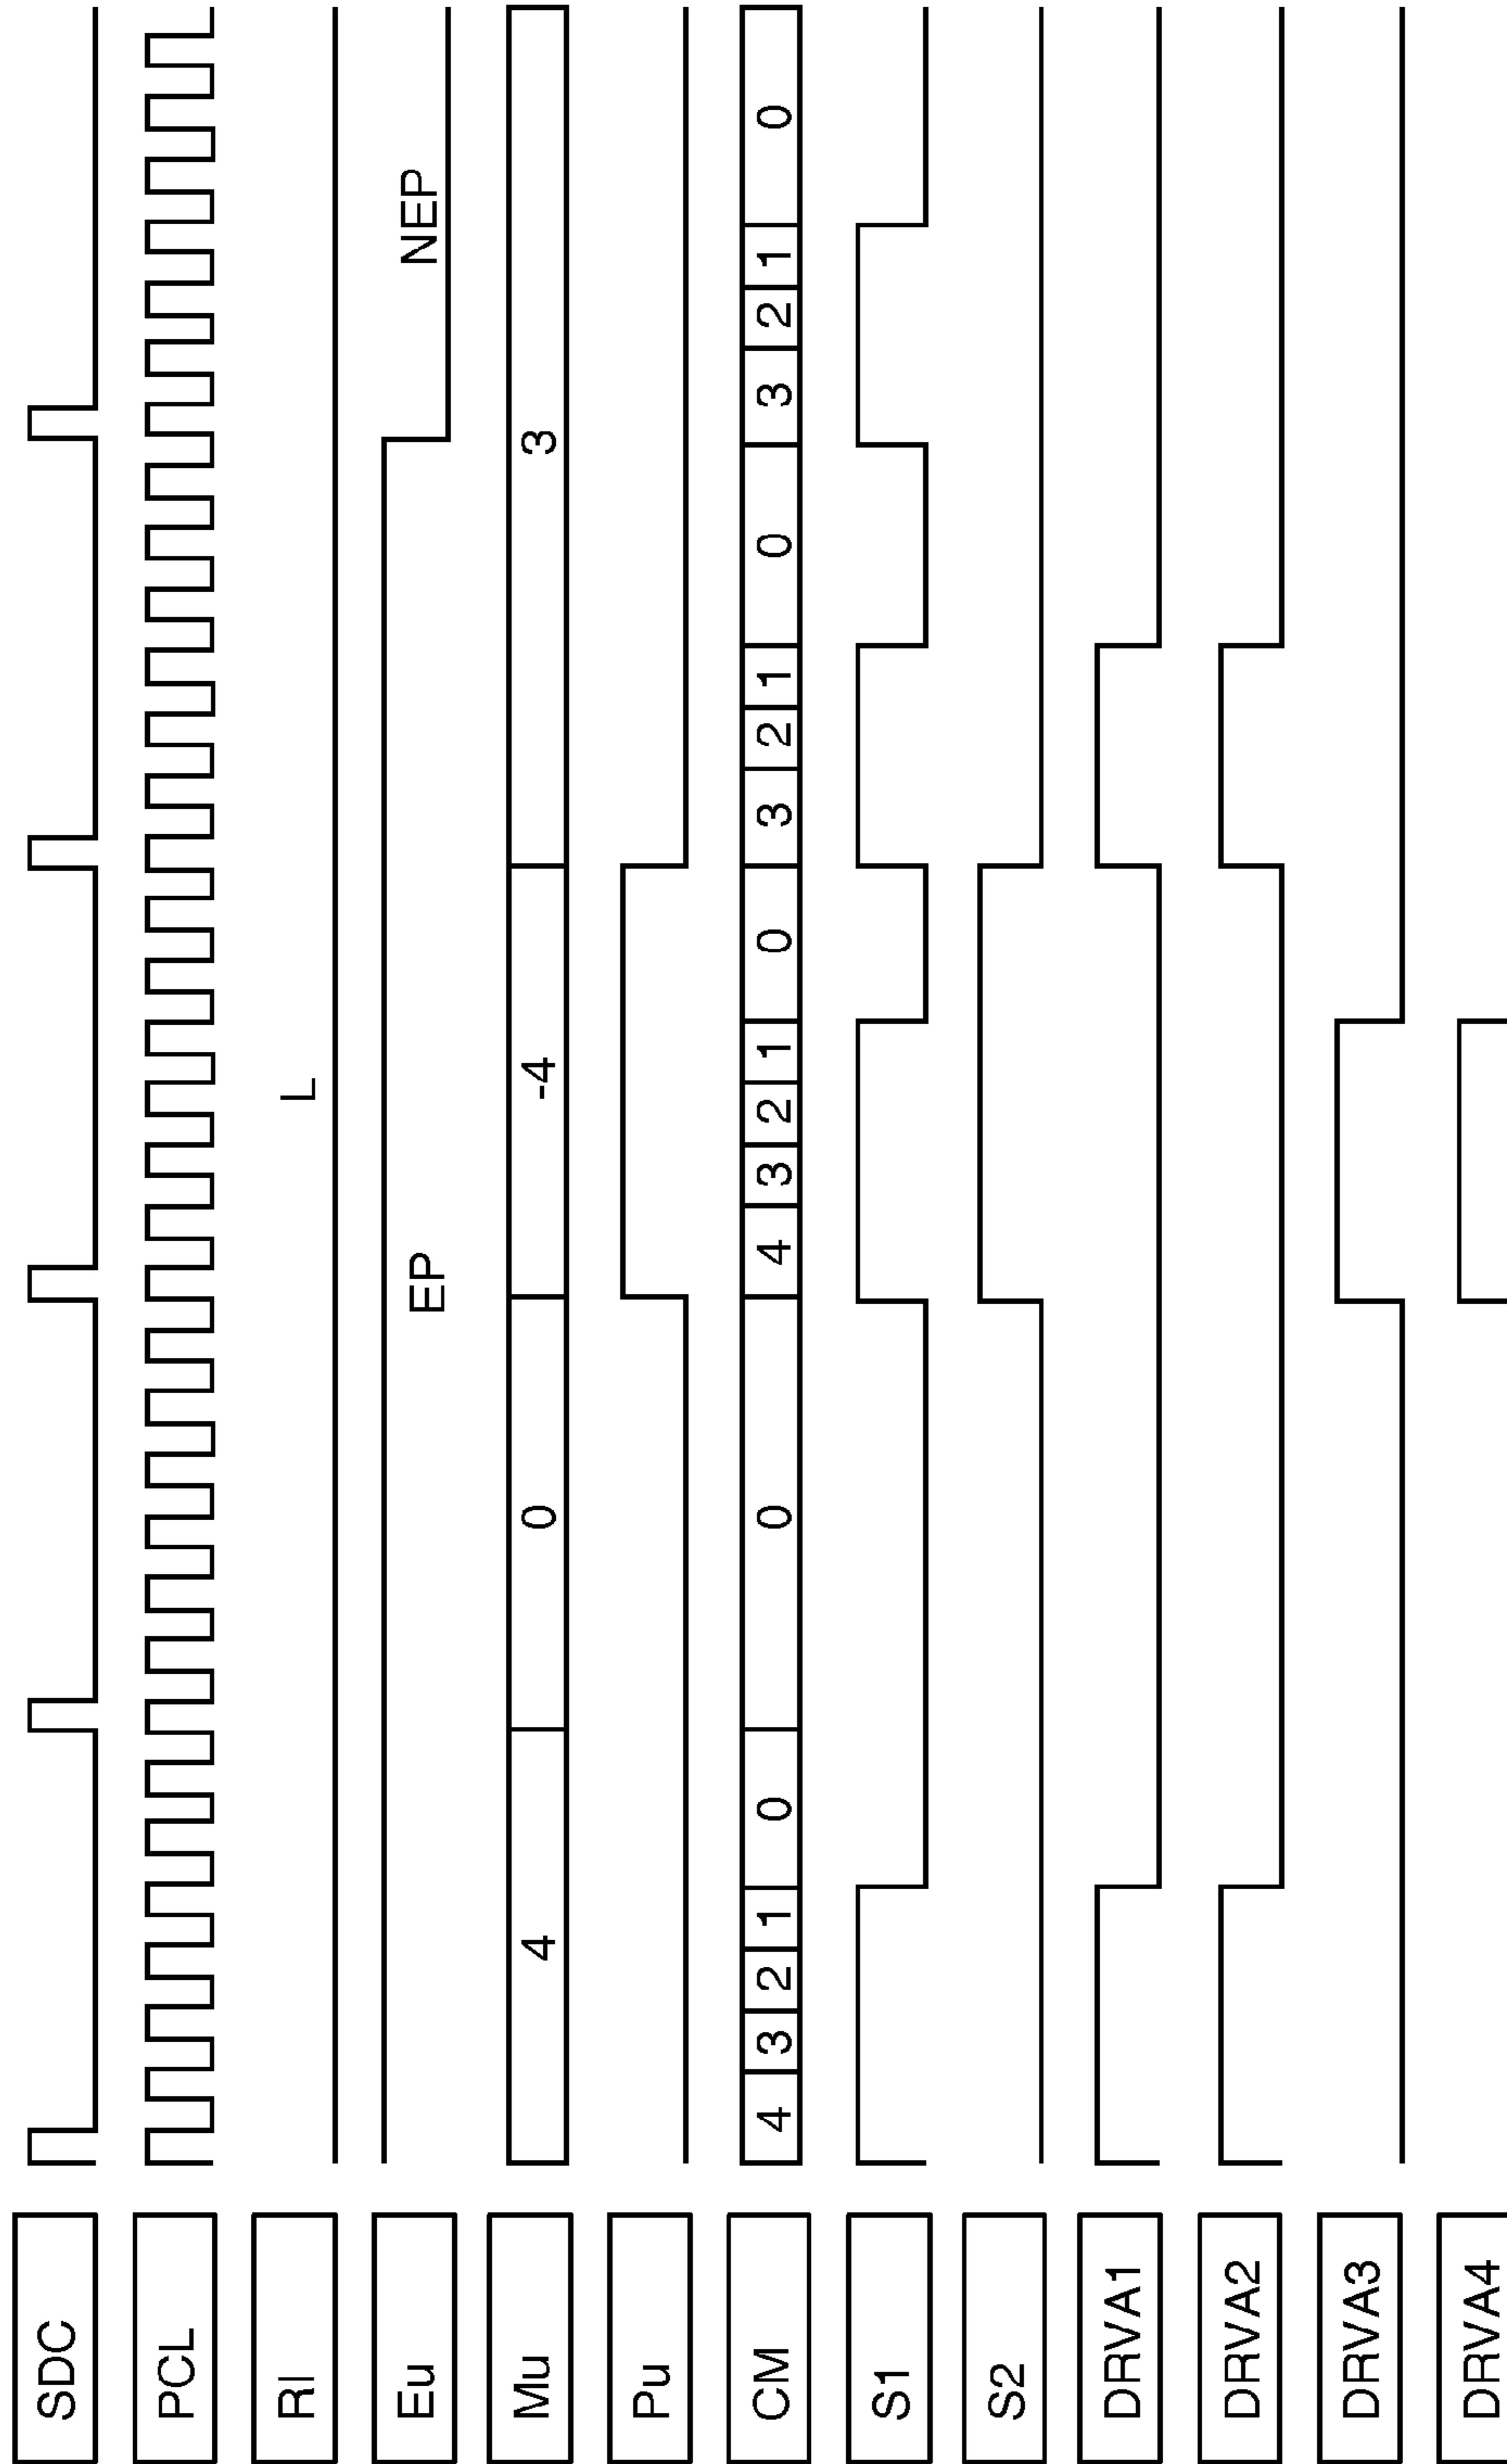 SDC
PCL
RI L
Eu EP NEP
Mu 4 0 -4 3
Pu
CM 4 3 2 1 0 0 4 3 2 1 0 3 2 1 0 3 2 1 0
S1
S2
DRVA1
DRVA2
DRVA3
DRVA4